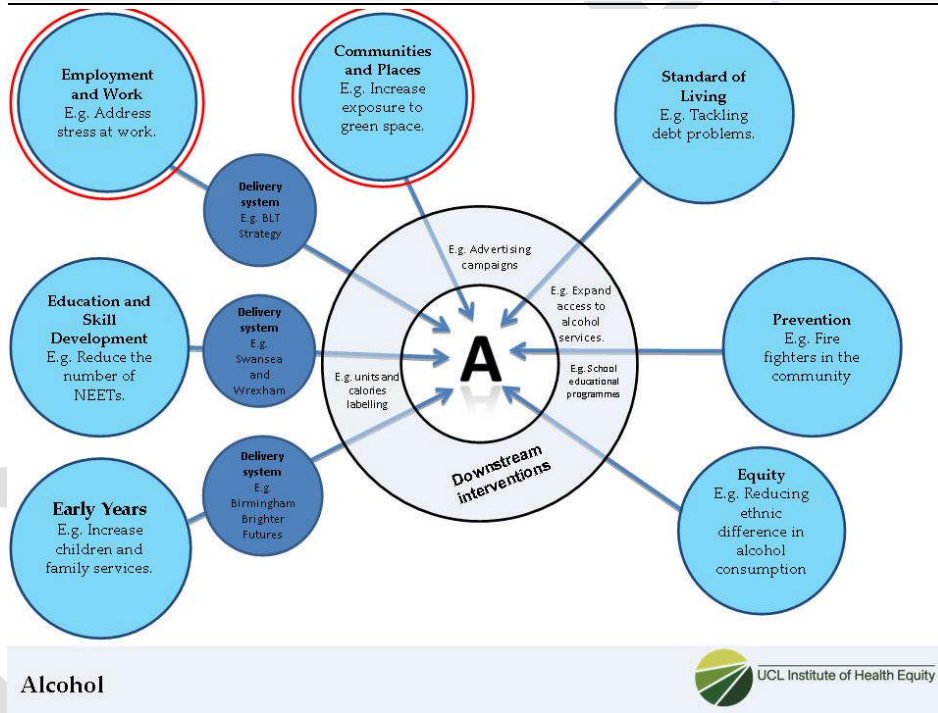 Employment
and Work
E.g. Address
stress at work.
Communities
and Places
E.g. Increase
exposure to
green space.
Standard of
Living
E.g. Tackling
debt problems.
Delivery
system
E.g. BLT
Strategy
E.g. Advertising
campaigns
E.g. Expand
access to
alcohol
services.
Education and
Skill
Development
E.g. Reduce the
number of
NEETs.
Delivery
system
E.g.
Swansea
and
Wrexham
A
Prevention
E.g. Fire
fighters in the
community
E.g. units and
calories
labelling
E.g. School
educational
programmes
Downstream
interventions
Early Years
E.g. Increase
children and
family services.
Delivery
system
E.g.
Birmingham
Brighter
Futures
Equity
E.g. Reducing
ethnic
difference in
alcohol
consumption
Alcohol
UCL Institute of Health Equity